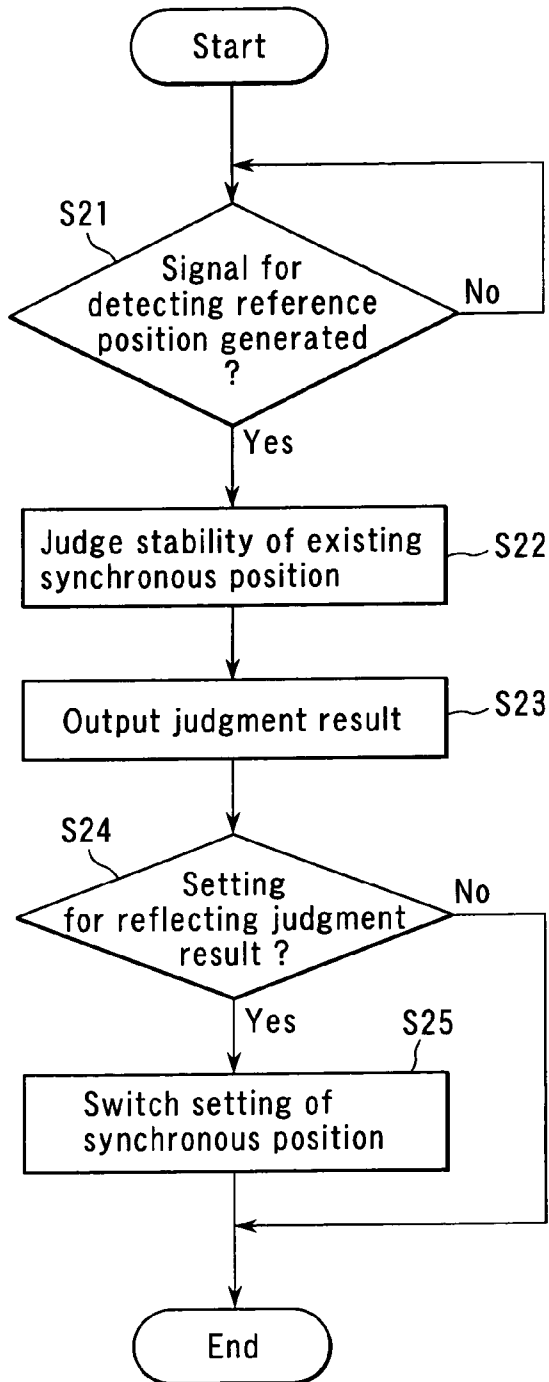 Start
S21
Signal for
detecting reference
position generated
?
No
Yes
Judge stability of existing
synchronous position
S22
Output judgment result
S23
S24
Setting
for reflecting judgment
result ?
No
Yes
S25
Switch setting of
synchronous position
End